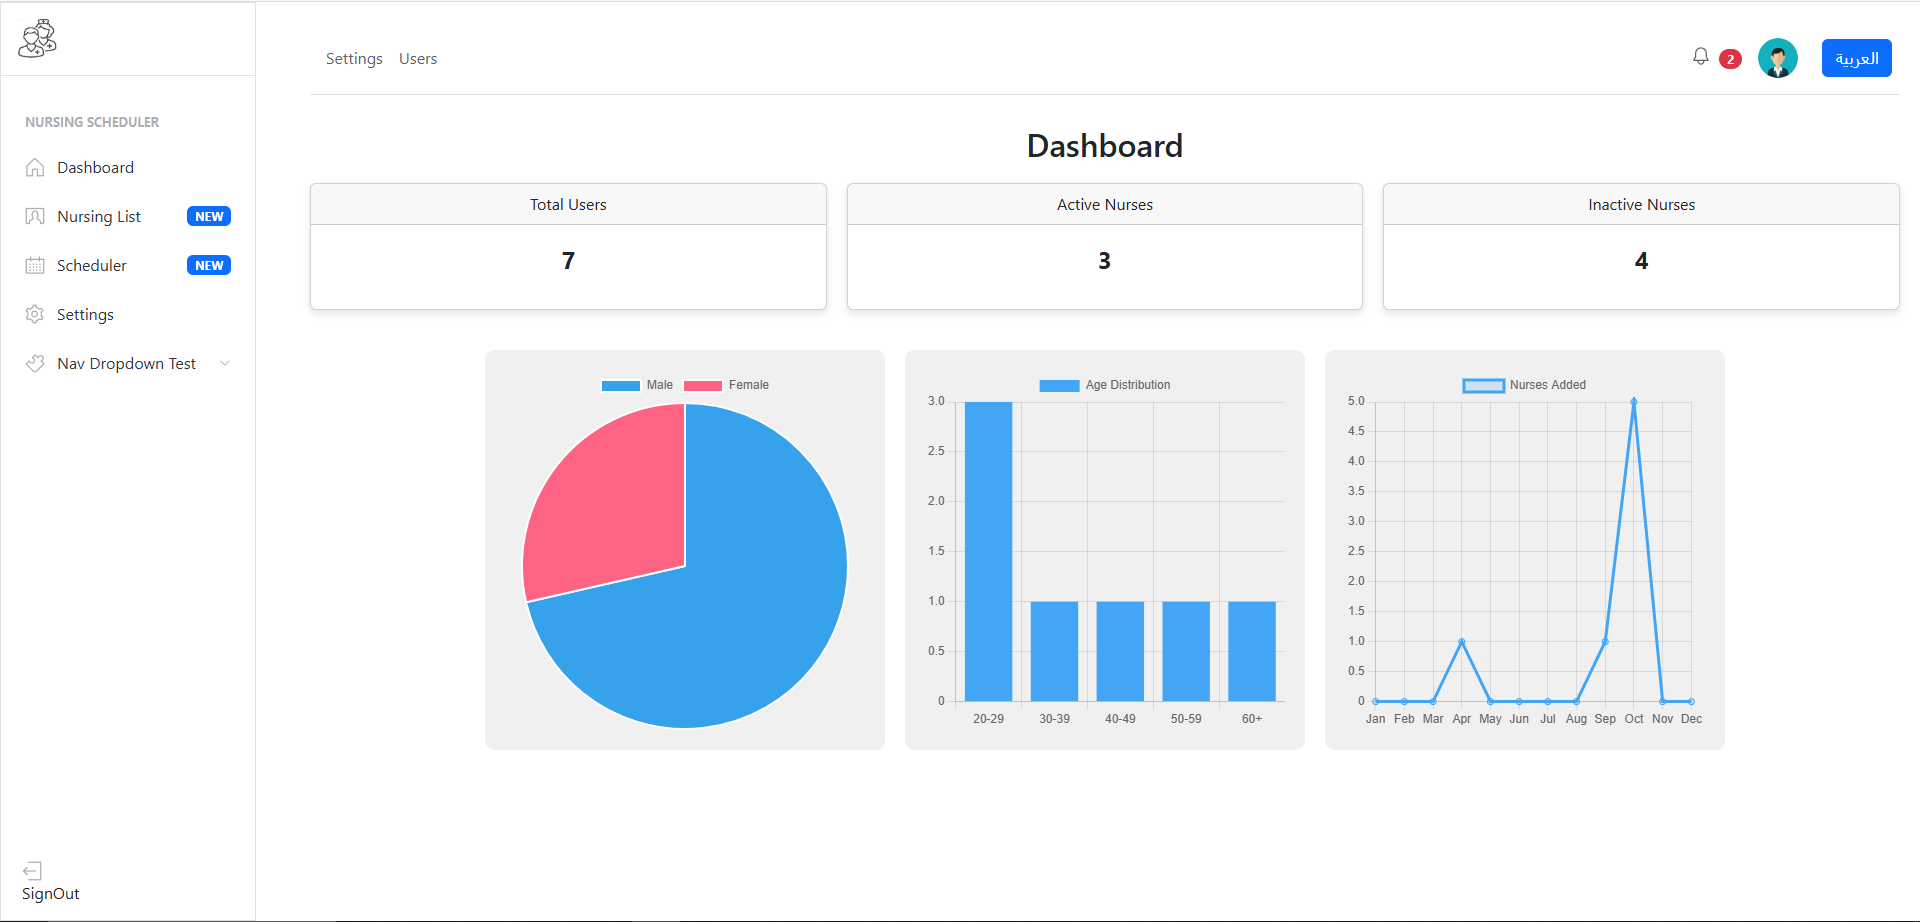 Settings Users
2
العربية
NURSING SCHEDULER
Dashboard
Nursing List NEW
Scheduler NEW
Settings
Nav Dropdown Test
SignOut
Dashboard
Total Users
7
Active Nurses
3
Inactive Nurses
4
Male Female
Age Distribution
3.0
2.5
2.0
1.5
1.0
0.5
0
20-29 30-39 40-49 50-59 60+
Nurses Added
5.0
4.5
4.0
3.5
3.0
2.5
2.0
1.5
1.0
0.5
0
Jan Feb Mar Apr May Jun Jul Aug Sep Oct Nov Dec